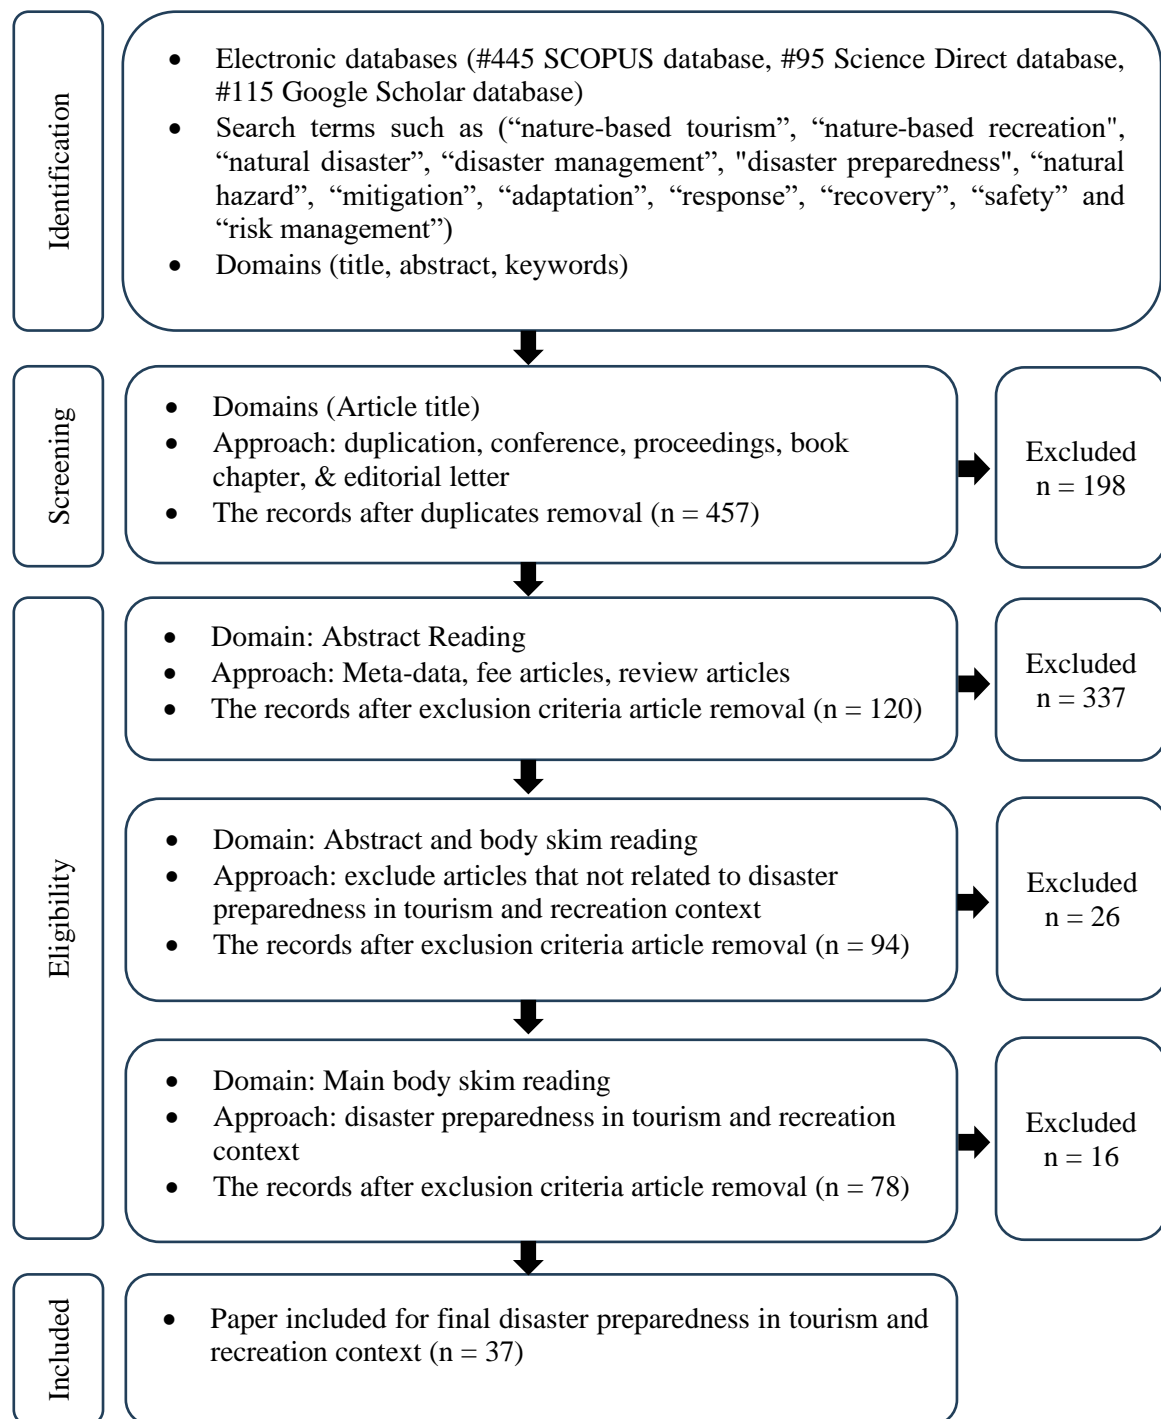 Identification
• Electronic databases (#445 SCOPUS database, #95 Science Direct database,
#115 Google Scholar database)
• Search terms such as (“nature-based tourism”, “nature-based recreation",
“natural disaster”, “disaster management”, "disaster preparedness", “natural
hazard”, “mitigation”, “adaptation”, “response”, “recovery”, “safety” and
“risk management”)
• Domains (title, abstract, keywords)
Screening
• Domains (Article title)
• Approach: duplication, conference, proceedings, book
chapter, & editorial letter
• The records after duplicates removal (n = 457)
Excluded
n = 198
Eligibility
• Domain: Abstract Reading
• Approach: Meta-data, fee articles, review articles
• The records after exclusion criteria article removal (n = 120)
Excluded
n = 337
• Domain: Abstract and body skim reading
• Approach: exclude articles that not related to disaster
preparedness in tourism and recreation context
• The records after exclusion criteria article removal (n = 94)
Excluded
n = 26
• Domain: Main body skim reading
• Approach: disaster preparedness in tourism and recreation
context
• The records after exclusion criteria article removal (n = 78)
Excluded
n = 16
Included
• Paper included for final disaster preparedness in tourism and
recreation context (n = 37)